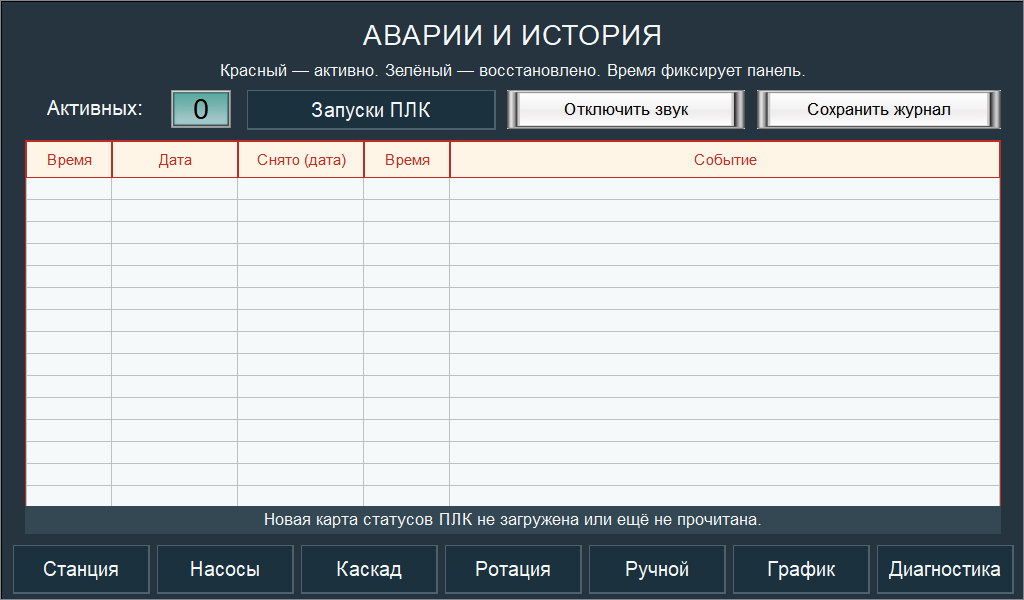 АВАРИИ И ИСТОРИЯ
Красный — активно. Зелёный — восстановлено. Время фиксирует панель.
Активных: 0 Запуски ПЛК Отключить звук Сохранить журнал
Время Дата Снято (дата) Время Событие
Новая карта статусов ПЛК не загружена или ещё не прочитана.
Станция Насосы Каскад Ротация Ручной График Диагностика